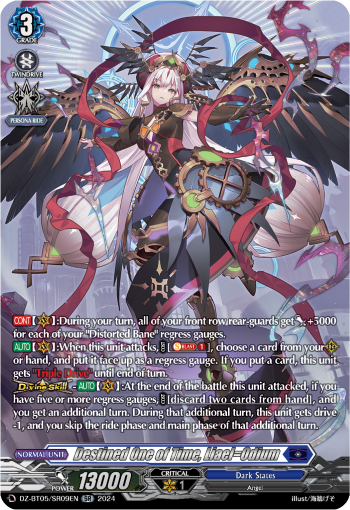 3
GRADE
TWINDRIVE
PERSONA RIDE
CONT【】:During your turn, all of your front row rear-guards get +5000
for each of your "Distorted Bane" regress gauges.
AUTO【】:When this unit attacks, BLAST 1, choose a card from your
or hand, and put it face up as a regress gauge. If you put a card, this unit
gets "Triple Drive" until end of turn.
Divine Skill - AUTO【】:At the end of the battle this unit attacked, if you
have five or more regress gauges, [discard two cards from hand], and
you get an additional turn. During that additional turn, this unit gets drive
-1, and you skip the ride phase and main phase of that additional turn.
NORMAL UNIT Destined One of Time, Liael=Odium
POWER 13000 CRITICAL 1 Dark States
Angel
DZ-BT05/SR09EN SR 2024 illust/海鵜げそ